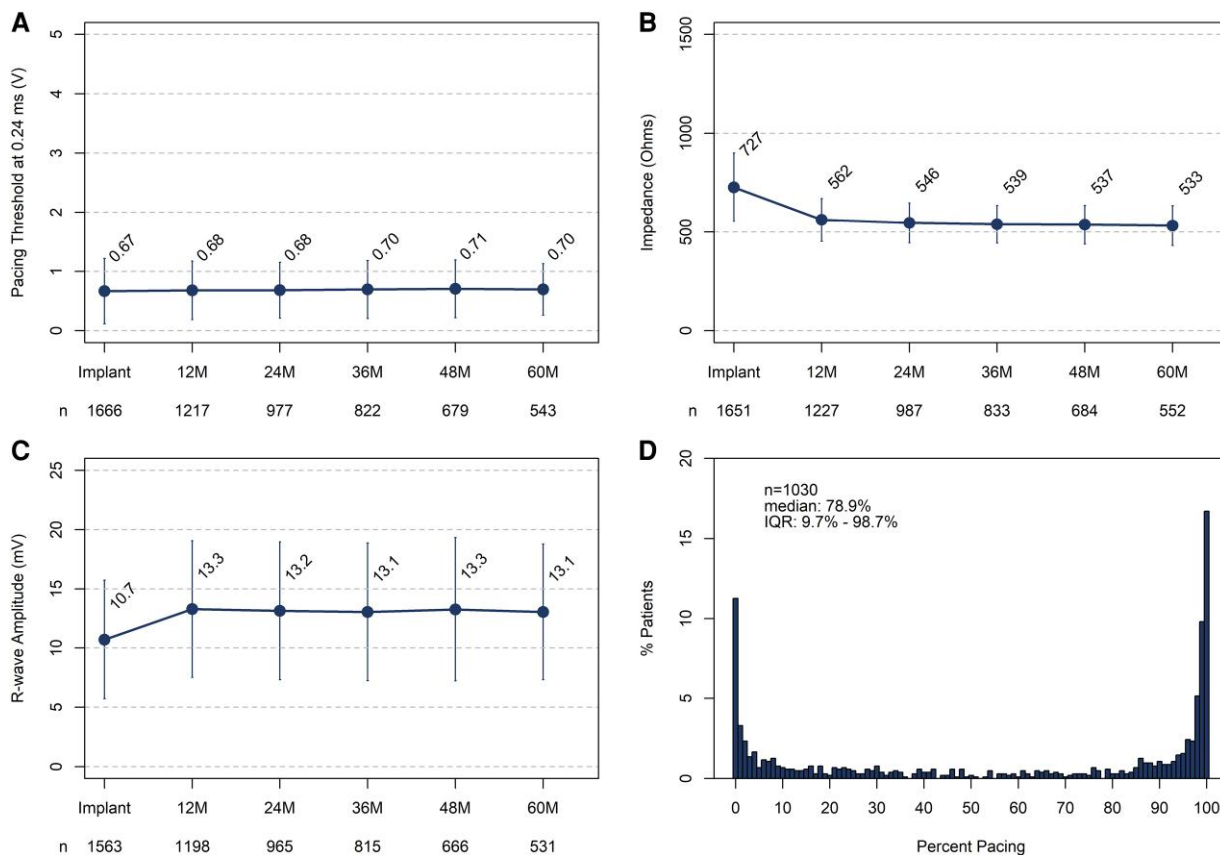 A
Pacing Threshold at 0.24 ms (V)
5
4
3
2
1
0
0.67
0.68
0.68
0.70
0.71
0.70
Implant 12M 24M 36M 48M 60M
n 1666 1217 977 822 679 543
B
Impedance (Ohms)
1500
1000
500
0
727
562
546
539
537
533
Implant 12M 24M 36M 48M 60M
n 1651 1227 987 833 684 552
C
R-wave Amplitude (mV)
25
20
15
10
5
0
10.7
13.3
13.2
13.1
13.3
13.1
Implant 12M 24M 36M 48M 60M
n 1563 1198 965 815 666 531
D
% Patients
20
15
10
5
0
n=1030
median: 78.9%
IQR: 9.7% - 98.7%
0 10 20 30 40 50 60 70 80 90 100
Percent Pacing